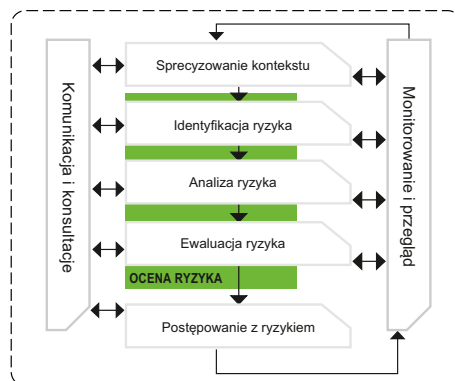 Komunikacja i konsultacje
Sprecyzowanie kontekstu
Identyfikacja ryzyka
Analiza ryzyka
Ewaluacja ryzyka
OCENA RYZYKA
Postępowanie z ryzykiem
Monitorowanie i przegląd